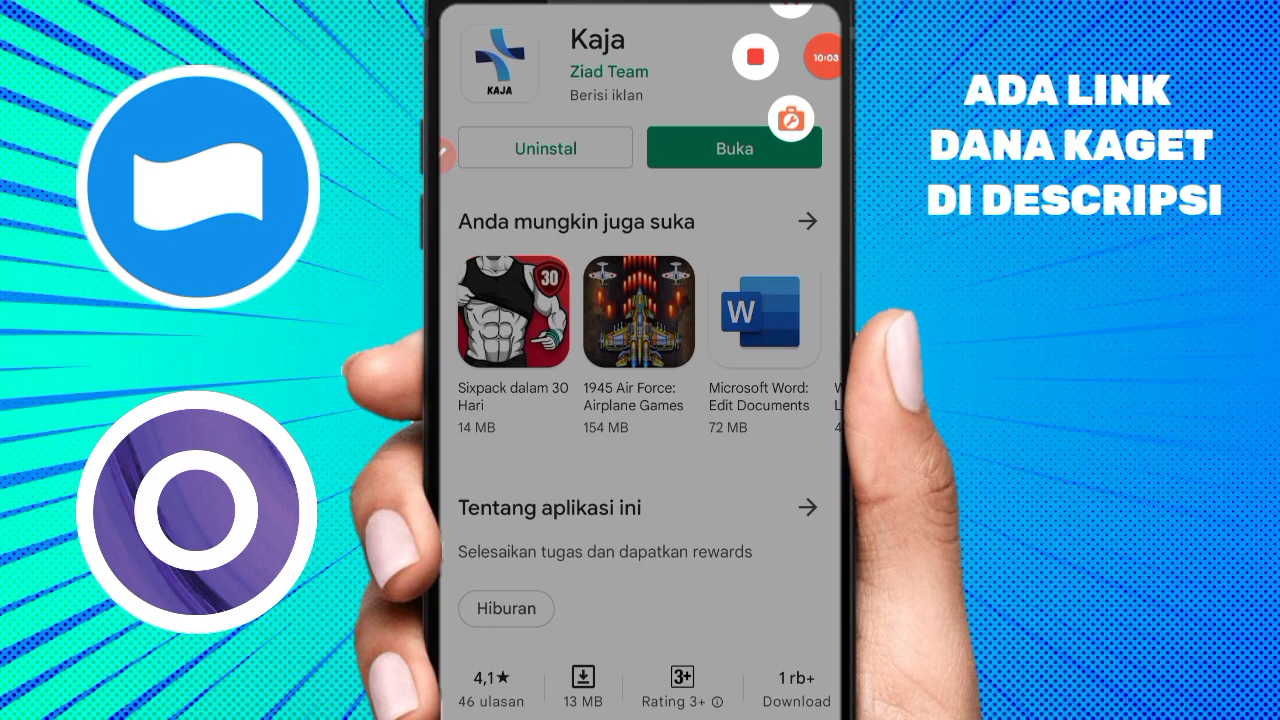 KAJA
Kaja
Ziad Team
Berisi iklan
10:03
Uninstal
Buka
ADA LINK
DANA KAGET
DI DESCRIPSI
Anda mungkin juga suka
30
W
Sixpack dalam 30
Hari
14 MB
1945 Air Force:
Airplane Games
154 MB
Microsoft Word:
Edit Documents
72 MB
Tentang aplikasi ini
Selesaikan tugas dan dapatkan rewards
Hiburan
4,1★
46 ulasan
13 MB
3+
Rating 3+
1 rb+
Download